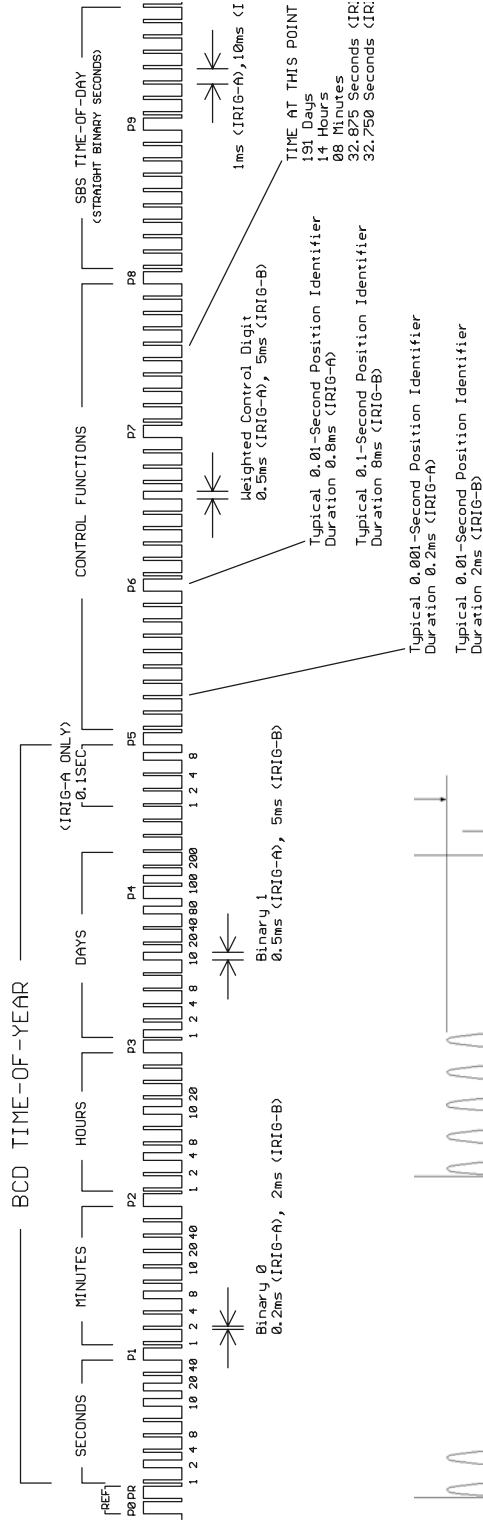 BCD TIME-OF-YEAR
REF
SECONDS
MINUTES
HOURS
DAYS
(IRIG-A ONLY)
0.1SEC
CONTROL FUNCTIONS
SBS TIME-OF-DAY
(STRAIGHT BINARY SECONDS)
P0 PR P1 P2 P3 P4 P5 P6 P7 P8 P9
1 2 4 8 10 20 40 1 2 4 8 10 20 40 1 2 4 8 10 20 1 2 4 8 10 20 40 80 100 200 1 2 4 8
Binary 0
0.2ms (IRIG-A), 2ms (IRIG-B)
Binary 1
0.5ms (IRIG-A), 5ms (IRIG-B)
Weighted Control Digit
0.5ms (IRIG-A), 5ms (IRIG-B)
1ms (IRIG-A),10ms (I
TIME AT THIS POINT
191 Days
14 Hours
08 Minutes
32.875 Seconds (IR
32.750 Seconds (IR
Typical 0.01-Second Position Identifier
Duration 0.8ms (IRIG-A)
Typical 0.1-Second Position Identifier
Duration 8ms (IRIG-B)
Typical 0.001-Second Position Identifier
Duration 0.2ms (IRIG-A)
Typical 0.01-Second Position Identifier
Duration 2ms (IRIG-B)